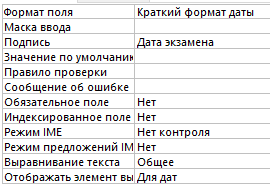 Формат поля Краткий формат даты
Маска ввода
Подпись Дата экзамена
Значение по умолчани
Правило проверки
Сообщение об ошибке
Обязательное поле Нет
Индексированное поле Нет
Режим IME Нет контроля
Режим предложений IM Нет
Выравнивание текста Общее
Отображать элемент вы Для дат